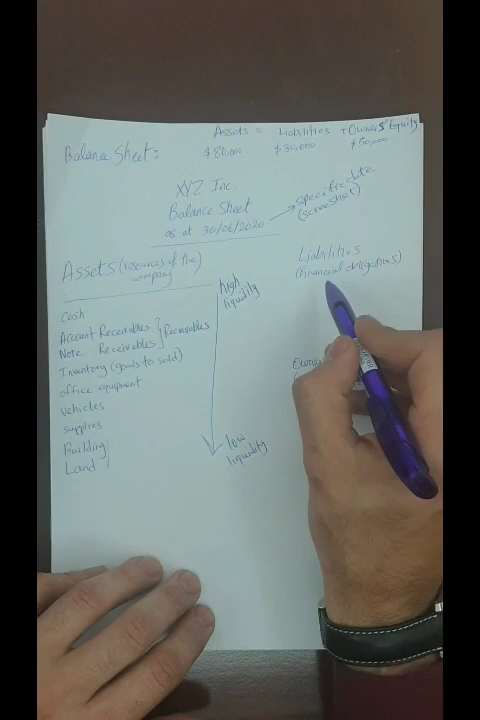 Assets = Liabilities + Owner's Equity
Balance Sheet: $80,000 $30,000 $50,000
XYZ Inc.
Balance Sheet
as at 30/06/2020
specific date
(screenshot)
Assets (resources of the
company)
Cash
Account Receivables
Note Receivables } Receivables
Inventory (goods to sold)
office equipment
vehicles
supplies
Building
Land
high
liquidity
low
liquidity
Liabilities
(financial obligations)
Owne